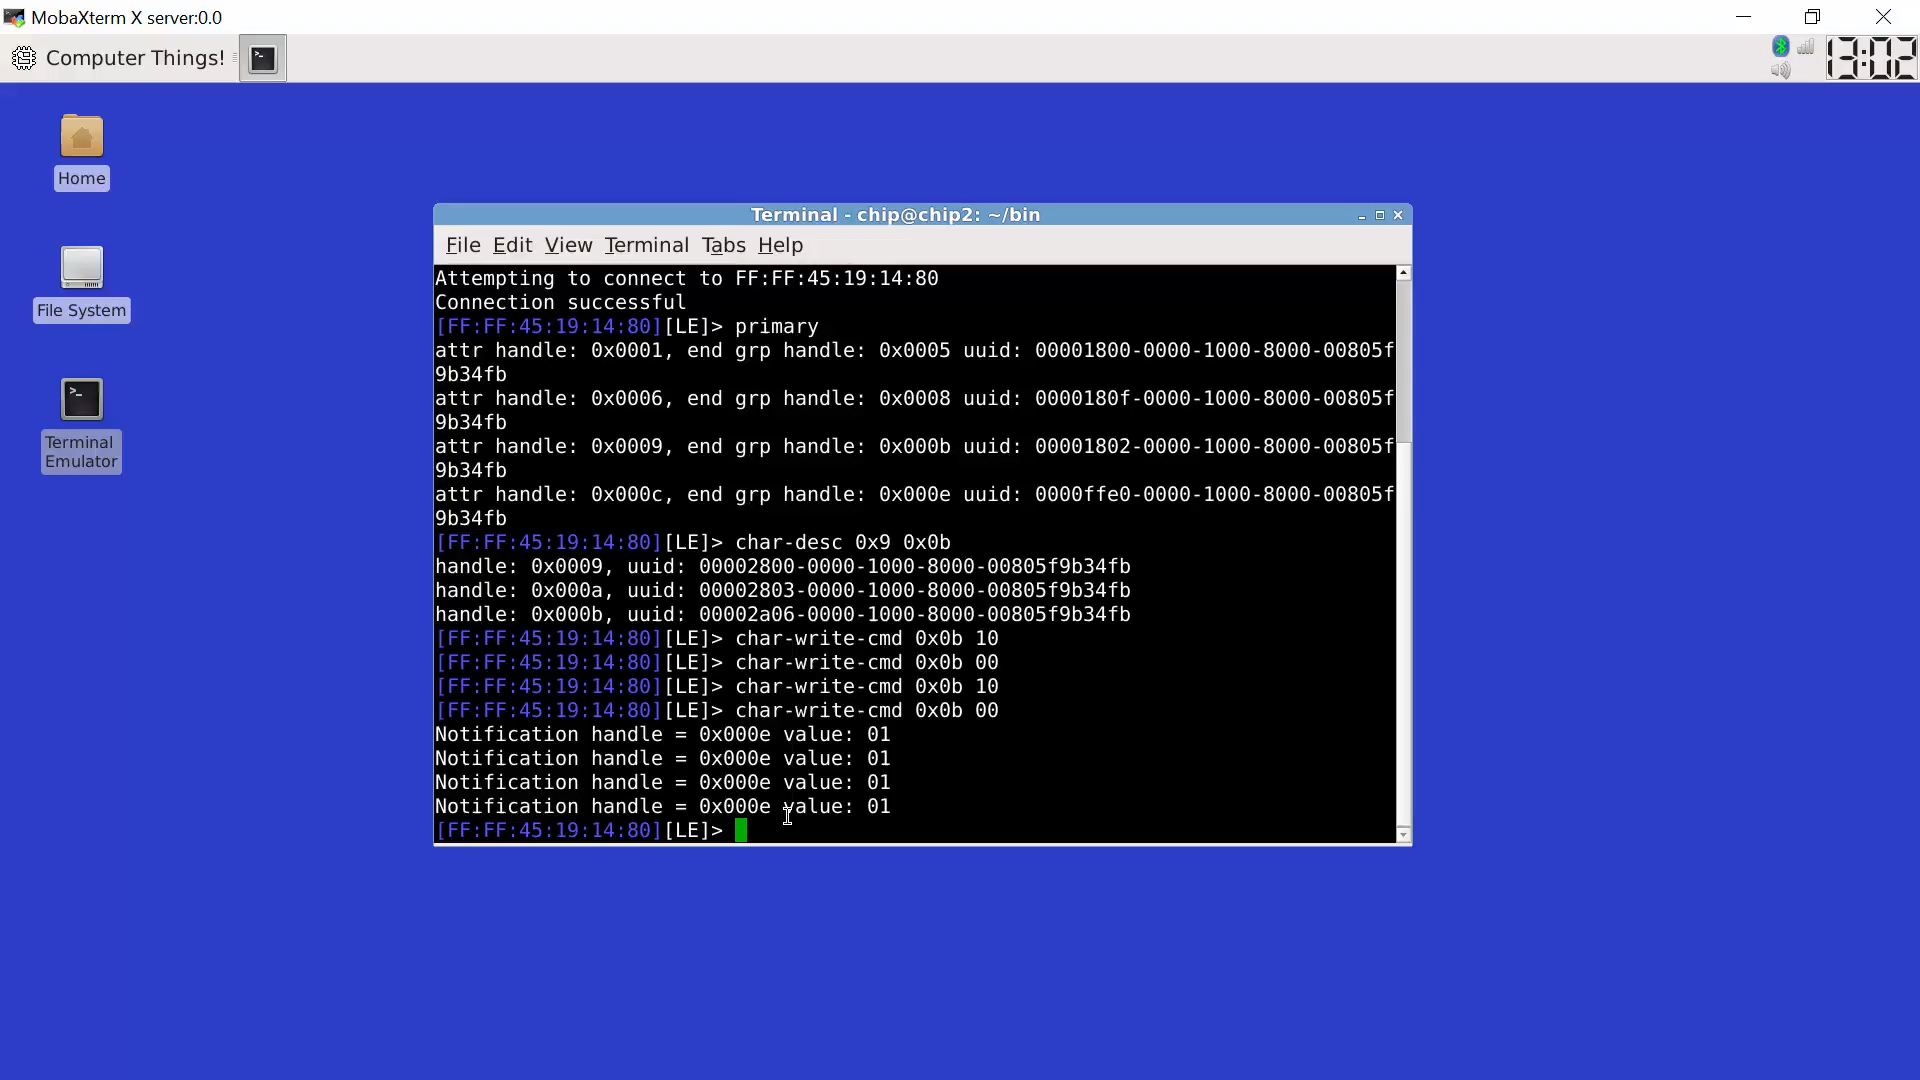 MobaXterm X server:0.0
Computer Things!
13:02
Home
File System
Terminal
Emulator
Terminal - chip@chip2: ~/bin
File Edit View Terminal Tabs Help
Attempting to connect to FF:FF:45:19:14:80
Connection successful
[FF:FF:45:19:14:80][LE]> primary
attr handle: 0x0001, end grp handle: 0x0005 uuid: 00001800-0000-1000-8000-00805f
9b34fb
attr handle: 0x0006, end grp handle: 0x0008 uuid: 0000180f-0000-1000-8000-00805f
9b34fb
attr handle: 0x0009, end grp handle: 0x000b uuid: 00001802-0000-1000-8000-00805f
9b34fb
attr handle: 0x000c, end grp handle: 0x000e uuid: 0000ffe0-0000-1000-8000-00805f
9b34fb
[FF:FF:45:19:14:80][LE]> char-desc 0x9 0x0b
handle: 0x0009, uuid: 00002800-0000-1000-8000-00805f9b34fb
handle: 0x000a, uuid: 00002803-0000-1000-8000-00805f9b34fb
handle: 0x000b, uuid: 00002a06-0000-1000-8000-00805f9b34fb
[FF:FF:45:19:14:80][LE]> char-write-cmd 0x0b 10
[FF:FF:45:19:14:80][LE]> char-write-cmd 0x0b 00
[FF:FF:45:19:14:80][LE]> char-write-cmd 0x0b 10
[FF:FF:45:19:14:80][LE]> char-write-cmd 0x0b 00
Notification handle = 0x000e value: 01
Notification handle = 0x000e value: 01
Notification handle = 0x000e value: 01
Notification handle = 0x000e value: 01
[FF:FF:45:19:14:80][LE]>